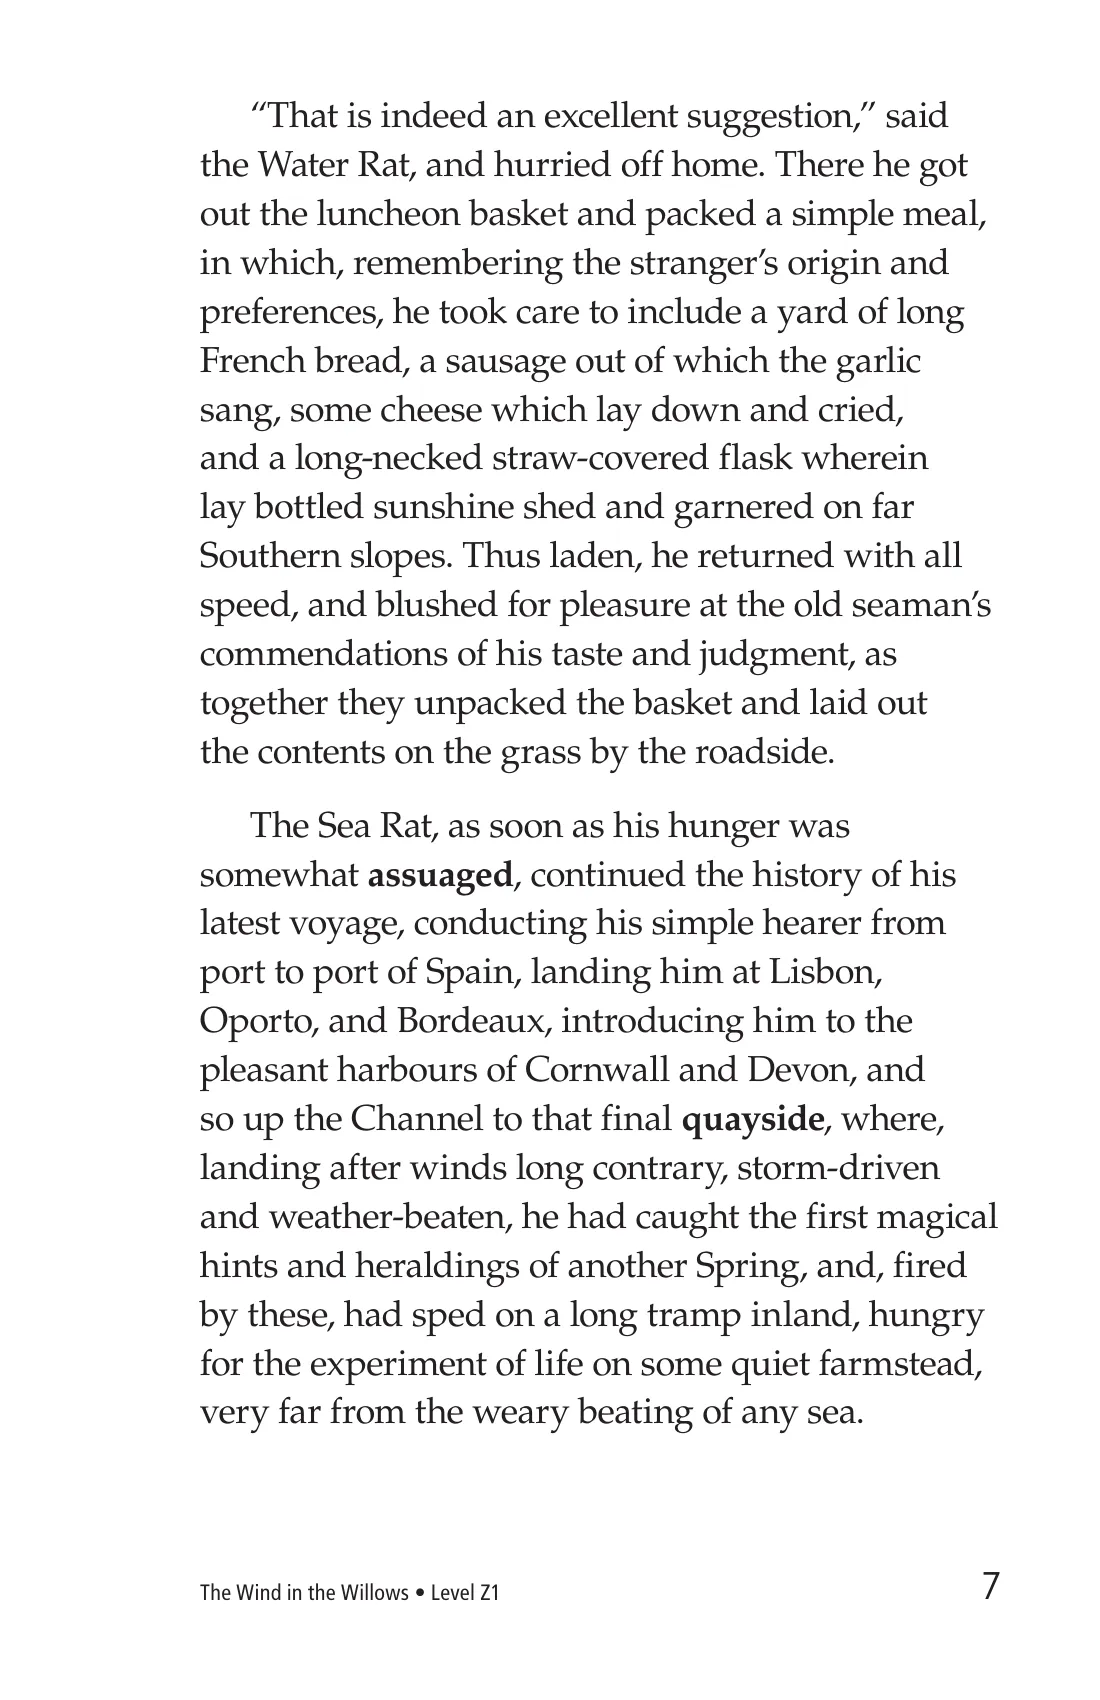 “That is indeed an excellent suggestion,” said
the Water Rat, and hurried off home. There he got
out the luncheon basket and packed a simple meal,
in which, remembering the stranger’s origin and
preferences, he took care to include a yard of long
French bread, a sausage out of which the garlic
sang, some cheese which lay down and cried,
and a long-necked straw-covered flask wherein
lay bottled sunshine shed and garnered on far
Southern slopes. Thus laden, he returned with all
speed, and blushed for pleasure at the old seaman’s
commendations of his taste and judgment, as
together they unpacked the basket and laid out
the contents on the grass by the roadside.
The Sea Rat, as soon as his hunger was
somewhat assuaged, continued the history of his
latest voyage, conducting his simple hearer from
port to port of Spain, landing him at Lisbon,
Oporto, and Bordeaux, introducing him to the
pleasant harbours of Cornwall and Devon, and
so up the Channel to that final quayside, where,
landing after winds long contrary, storm-driven
and weather-beaten, he had caught the first magical
hints and heraldings of another Spring, and, fired
by these, had sped on a long tramp inland, hungry
for the experiment of life on some quiet farmstead,
very far from the weary beating of any sea.
The Wind in the Willows • Level Z1
7